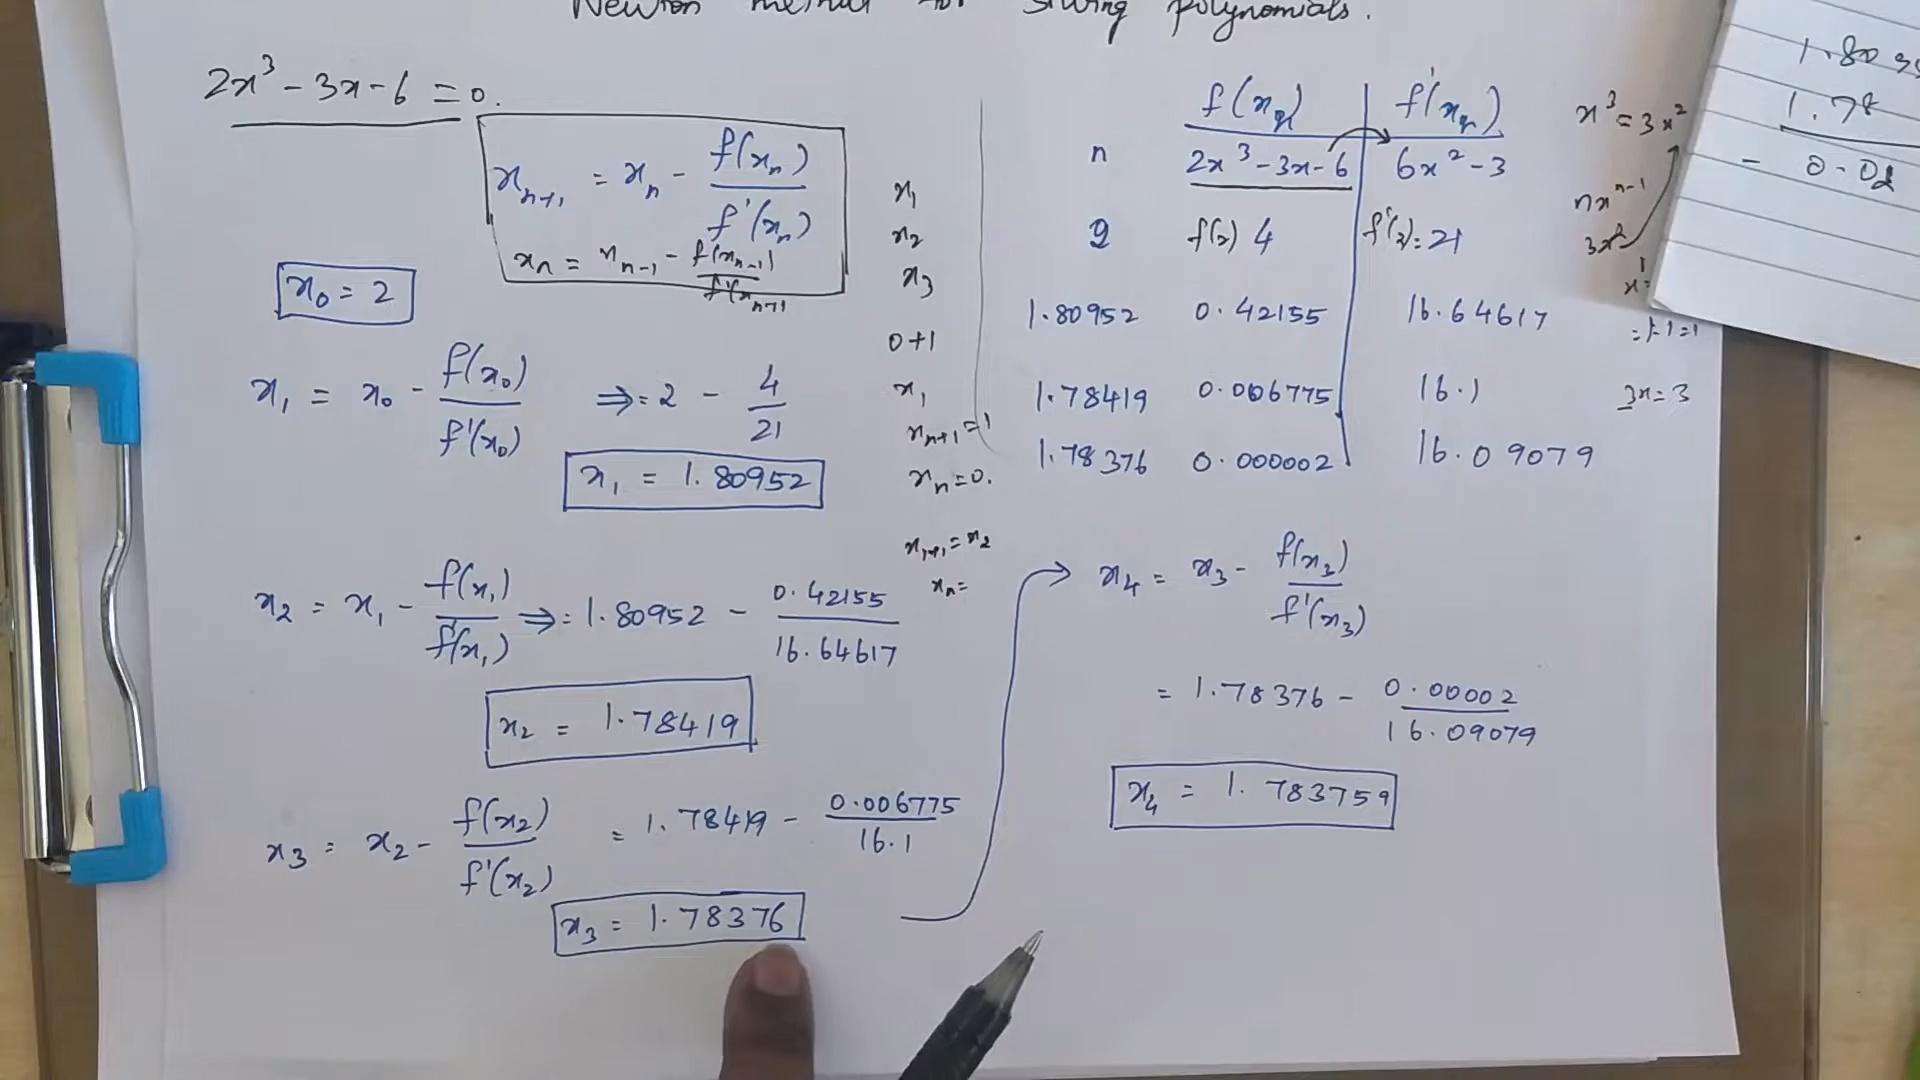 Newton method for solving polynomials.
2x³ - 3x - 6 = 0.
xₙ₊₁ = xₙ - f(xₙ) / f'(xₙ)
xₙ = xₙ₋₁ - f(xₙ₋₁) / f'(xₙ₋₁
x₀ = 2
x₁ = x₀ - f(x₀) / f'(x₀) ⇒ = 2 - 4/21
x₁ = 1.80952
x₂ = x₁ - f(x₁) / f'(x₁) ⇒ = 1.80952 - 0.42155 / 16.64617
x₂ = 1.78419
x₃ = x₂ - f(x₂) / f'(x₂) = 1.78419 - 0.006775 / 16.1
x₃ = 1.78376
x₁
x₂
x₃
0+1
x₁
xₙ₊₁ = 1
xₙ = 0.
x₁₊₁ = x₂
xₙ =
n | f(xₙ) 2x³ - 3x - 6 | f'(xₙ) 6x² - 3
2 f(2) 4 f'(2) = 21
1.80952 0.42155 16.64617
1.78419 0.006775 16.1
1.78376 0.000002 16.09079
x₄ = x₃ - f(x₃) / f'(x₃)
= 1.78376 - 0.00002 / 16.09079
x₄ = 1.783759
x³ = 3x²
nxⁿ⁻¹
3x²
= 1-1=1
3x = 3
1.78
- 0.02